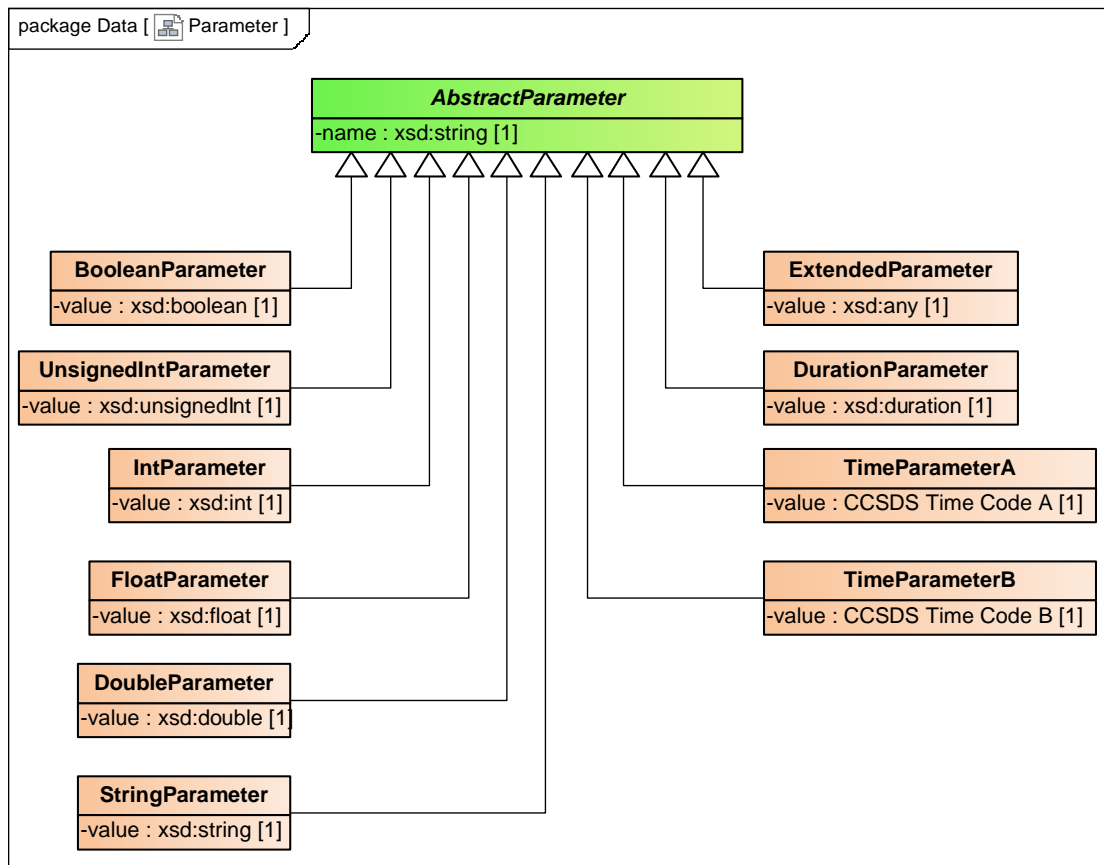 package Data [ Parameter ]
AbstractParameter
-name : xsd:string [1]
BooleanParameter
-value : xsd:boolean [1]
UnsignedIntParameter
-value : xsd:unsignedInt [1]
IntParameter
-value : xsd:int [1]
FloatParameter
-value : xsd:float [1]
DoubleParameter
-value : xsd:double [1]
StringParameter
-value : xsd:string [1]
ExtendedParameter
-value : xsd:any [1]
DurationParameter
-value : xsd:duration [1]
TimeParameterA
-value : CCSDS Time Code A [1]
TimeParameterB
-value : CCSDS Time Code B [1]